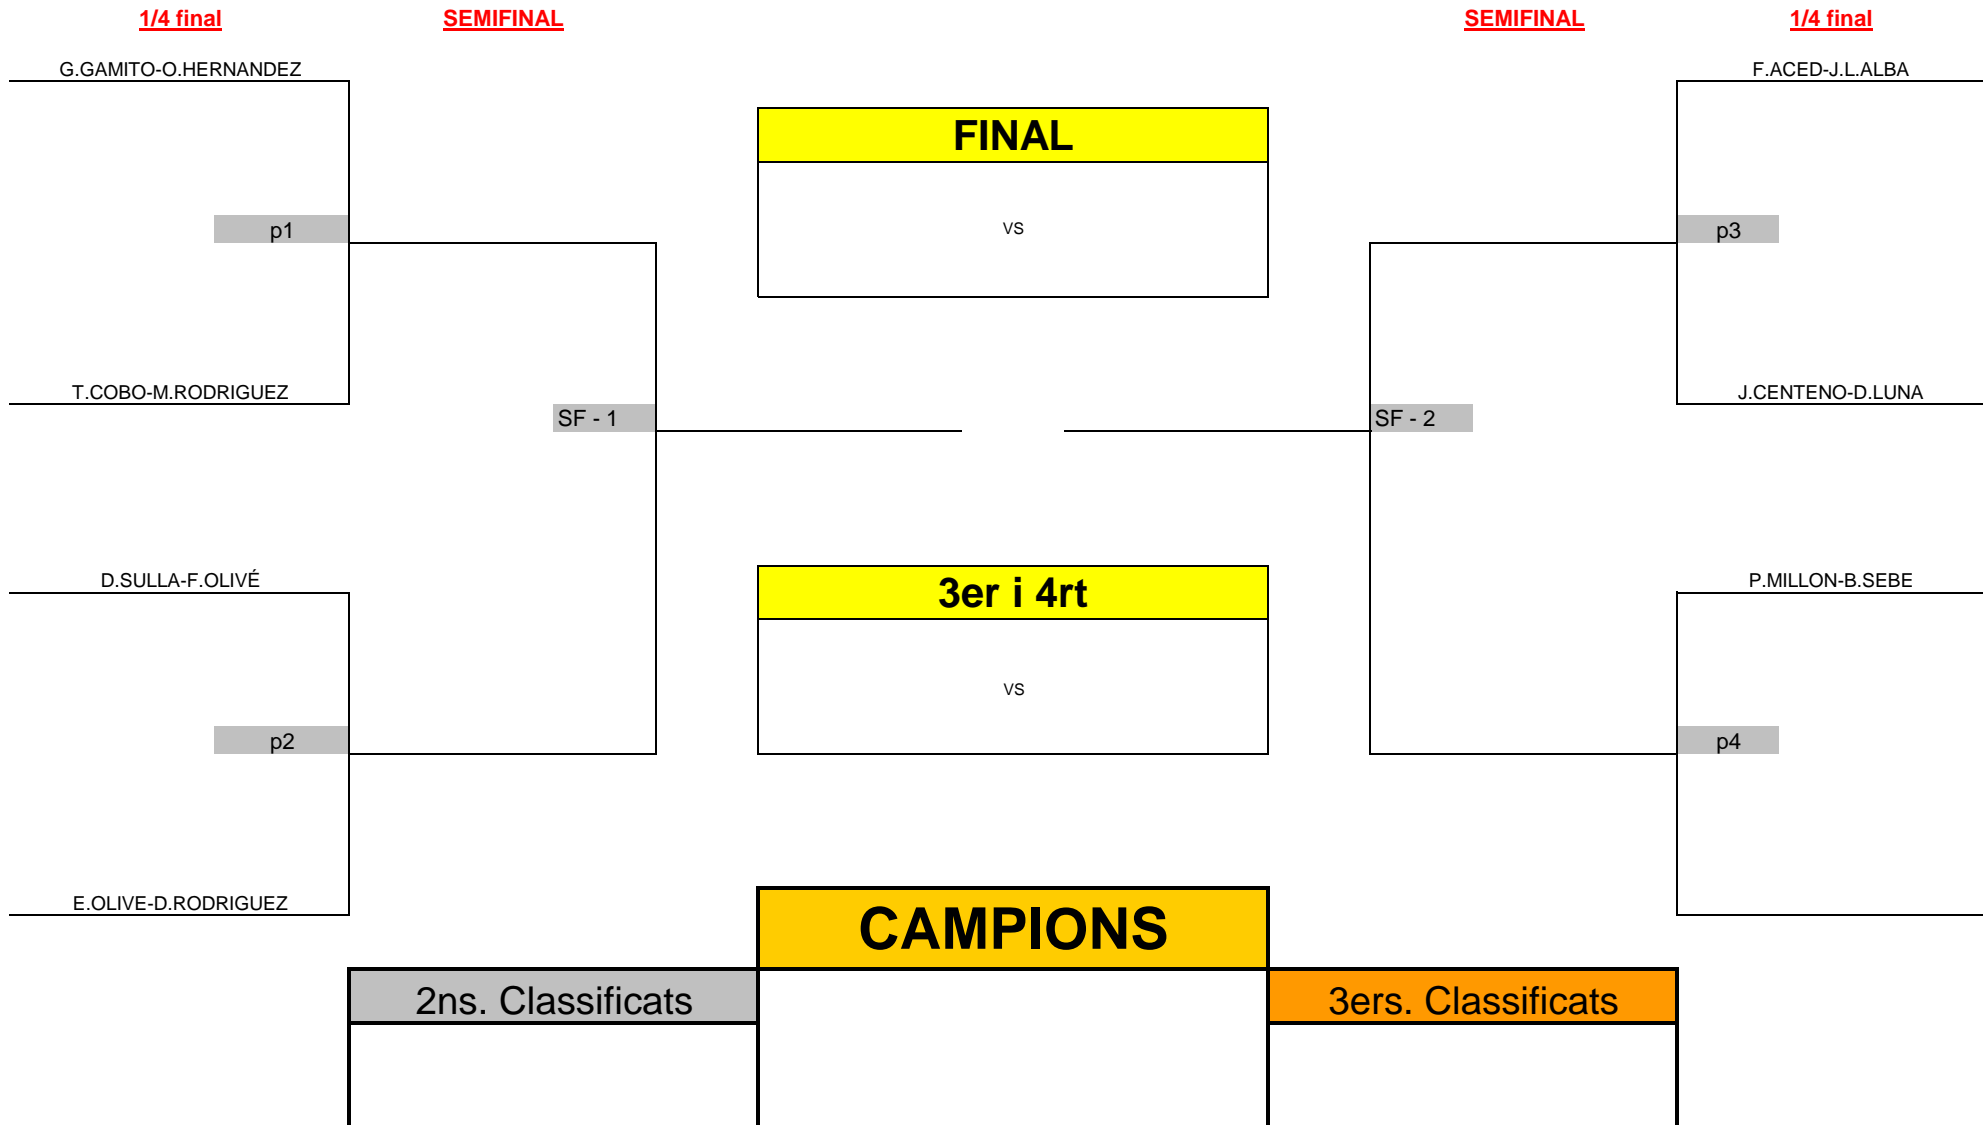 1/4 final
SEMIFINAL
SEMIFINAL
1/4 final
G.GAMITO-O.HERNANDEZ
F.ACED-J.L.ALBA
FINAL
p1
vs
p3
T.COBO-M.RODRIGUEZ
J.CENTENO-D.LUNA
SF - 1
SF - 2
D.SULLA-F.OLIVÉ
P.MILLON-B.SEBE
3er i 4rt
vs
p2
p4
E.OLIVE-D.RODRIGUEZ
CAMPIONS
2ns. Classificats
3ers. Classificats